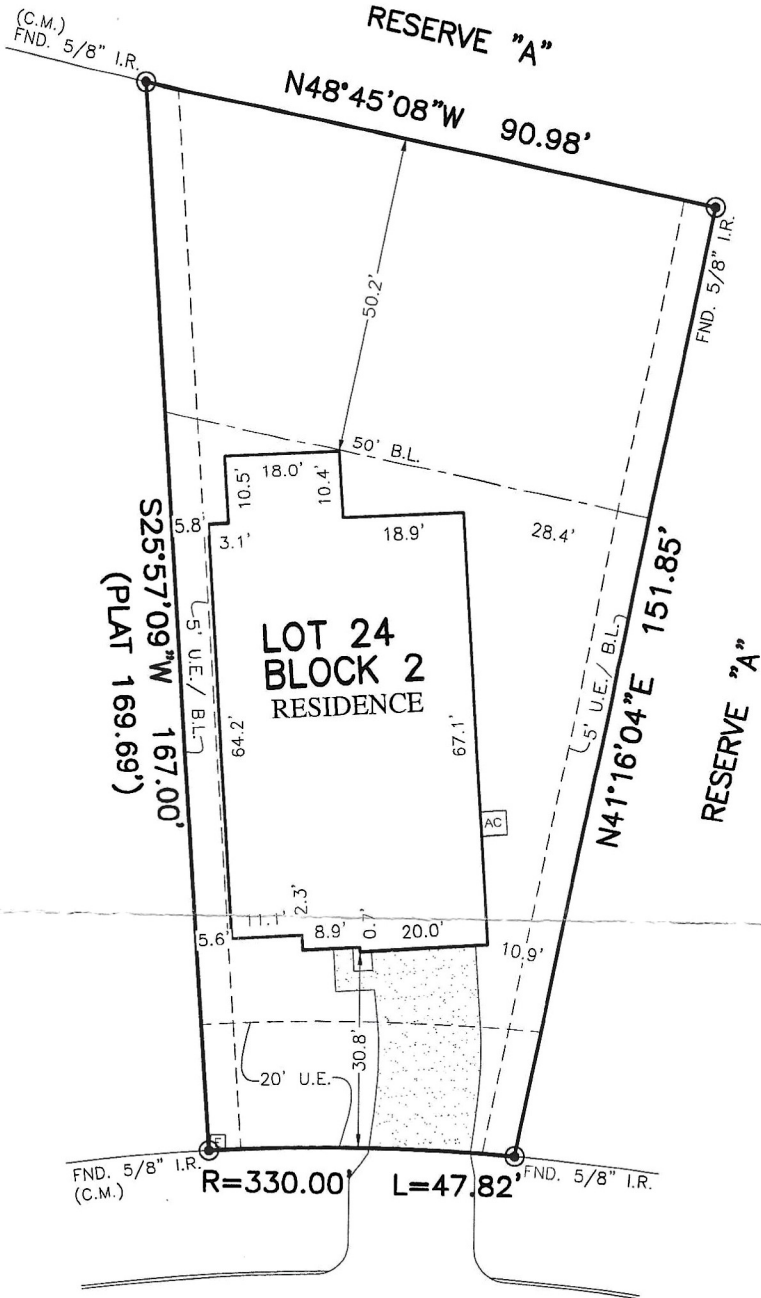 (C.M.)
FND. 5/8" I.R.
RESERVE "A"
N48°45'08"W 90.98'
FND. 5/8" I.R.
50.2'
50' B.L.
18.0'
10.5'
10.4'
5.8'
3.1'
18.9'
28.4'
S25°57'09"W 167.00'
(PLAT 169.69')
5' U.E./ B.L.
LOT 24
BLOCK 2
RESIDENCE
64.2'
67.1'
5' U.E./ B.L.
N41°16'04"E 151.85'
RESERVE "A"
AC
11.1'
2.3'
8.9'
20.0'
5.6'
10.9'
30.8'
20' U.E.
FND. 5/8" I.R.
(C.M.)
R=330.00' L=47.82'
FND. 5/8" I.R.